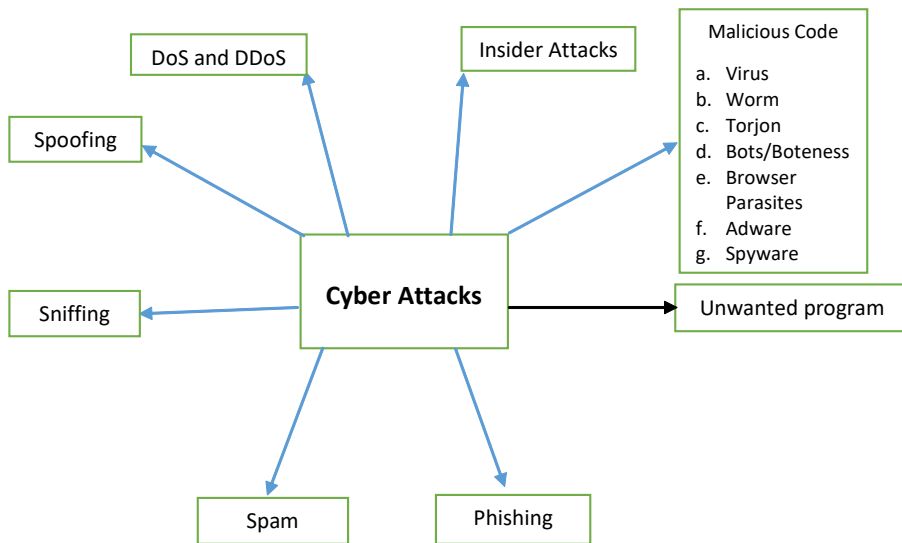 DoS and DDoS
Insider Attacks
Malicious Code
a. Virus
b. Worm
c. Torjon
d. Bots/Boteness
e. Browser
Parasites
f. Adware
g. Spyware
Spoofing
Cyber Attacks
Sniffing
Unwanted program
Spam
Phishing